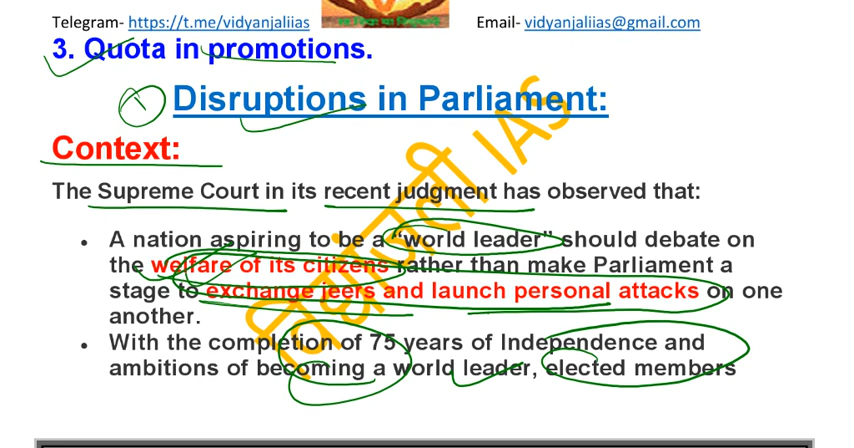 Telegram- https://t.me/vidyanjaliias
Email- vidyanjaliias@gmail.com
3. Quota in promotions.
Disruptions in Parliament:
Context:
The Supreme Court in its recent judgment has observed that:
• A nation aspiring to be a “world leader” should debate on
the welfare of its citizens rather than make Parliament a
stage to exchange jeers and launch personal attacks on one
another.
• With the completion of 75 years of Independence and
ambitions of becoming a world leader, elected members
विद्यांजली IAS